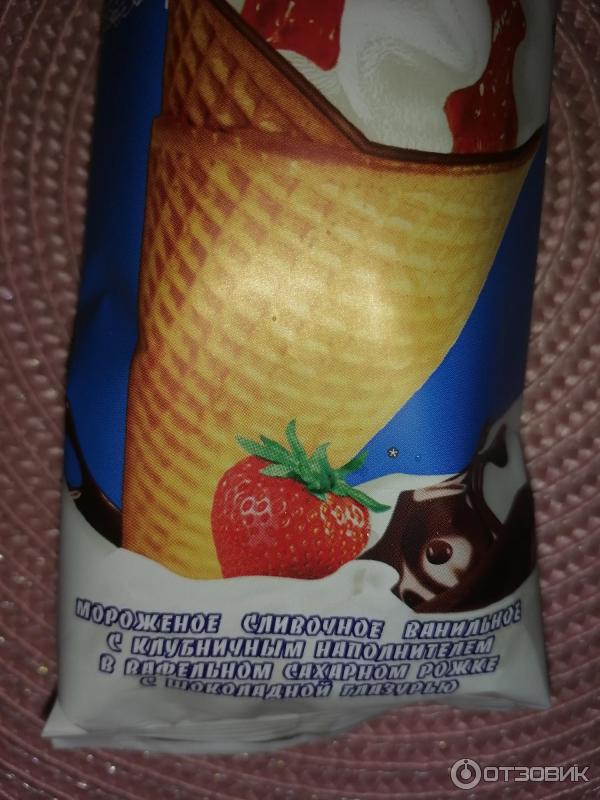 МОРОЖЕНОЕ СЛИВОЧНОЕ ВАНИЛЬНОЕ
С КЛУБНИЧНЫМ НАПОЛНИТЕЛЕМ
В ВАФЕЛЬНОМ САХАРНОМ РОЖКЕ
С ШОКОЛАДНОЙ ГЛАЗУРЬЮ
ОТЗОВИК